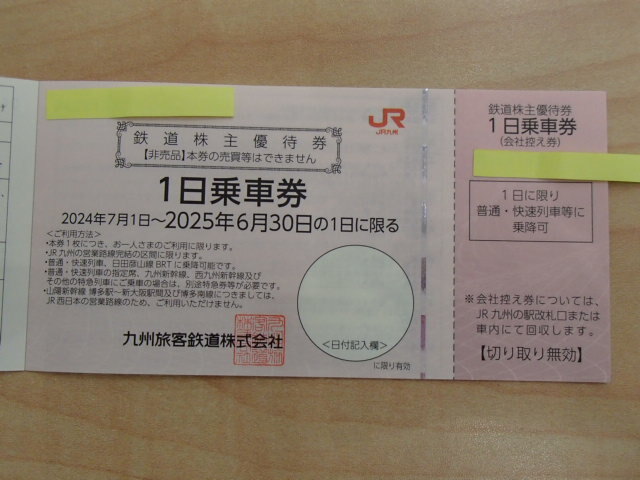 JR
JR九州
鉄道株主優待券
【非売品】本券の売買等はできません
1日乗車券
2024年7月1日～2025年6月30日の1日に限る
＜ご利用方法＞
・本券1枚につき、お一人さまのご利用に限ります。
・JR九州の営業路線完結の区間に限ります。
・普通・快速列車、日田彦山線BRTに乗降可能です。
・普通・快速列車の指定席、九州新幹線、西九州新幹線及び
その他の特急列車にご乗車の場合は、別途特急券等が必要です。
・山陽新幹線 博多駅～新大阪駅間及び博多南線につきましては、
JR西日本の営業路線のため、ご利用いただけません。
九州旅客鉄道株式会社
＜日付記入欄＞
に限り有効
鉄道株主優待券
1日乗車券
(会社控え券)
1日に限り
普通・快速列車等に
乗降可
※会社控え券については、
JR九州の駅改札口または
車内にて回収します。
【切り取り無効】